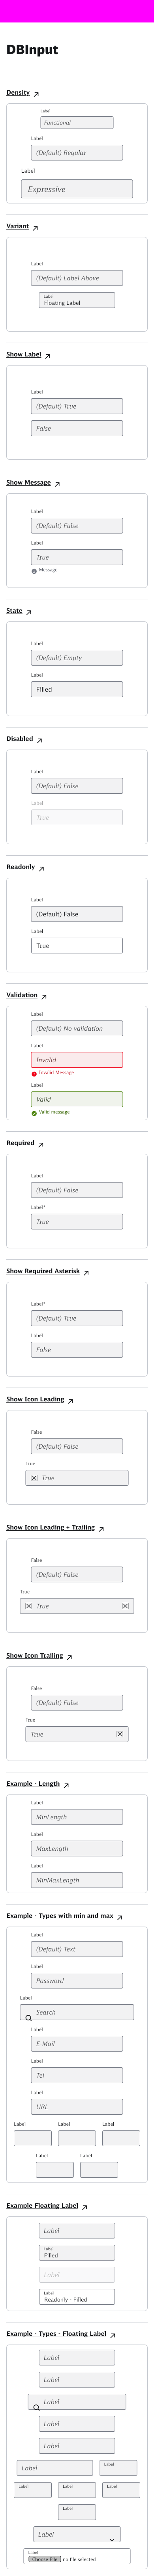 DBInput
Density
Label
Functional
Label
(Default) Regular
Label
Expressive
Variant
Label
(Default) Label Above
Label
Floating Label
Show Label
Label
(Default) True
False
Show Message
Label
(Default) False
Label
True
Message
State
Label
(Default) Empty
Label
Filled
Disabled
Label
(Default) False
Label
True
Readonly
Label
(Default) False
Label
True
Validation
Label
(Default) No validation
Label
Invalid
Invalid Message
Label
Valid
Valid message
Required
Label
(Default) False
Label*
True
Show Required Asterisk
Label*
(Default) True
Label
False
Show Icon Leading
False
(Default) False
True
True
Show Icon Leading + Trailing
False
(Default) False
True
True
Show Icon Trailing
False
(Default) False
True
True
Example - Length
Label
MinLength
Label
MaxLength
Label
MinMaxLength
Example - Types with min and max
Label
(Default) Text
Label
Password
Label
Search
Label
E-Mail
Label
Tel
Label
URL
Label Label Label
Label Label
Example Floating Label
Label
Label
Filled
Label
Label
Readonly - Filled
Example - Types - Floating Label
Label
Label
Label
Label
Label
Label Label
Label Label Label
Label
Label
Label
Choose File no file selected